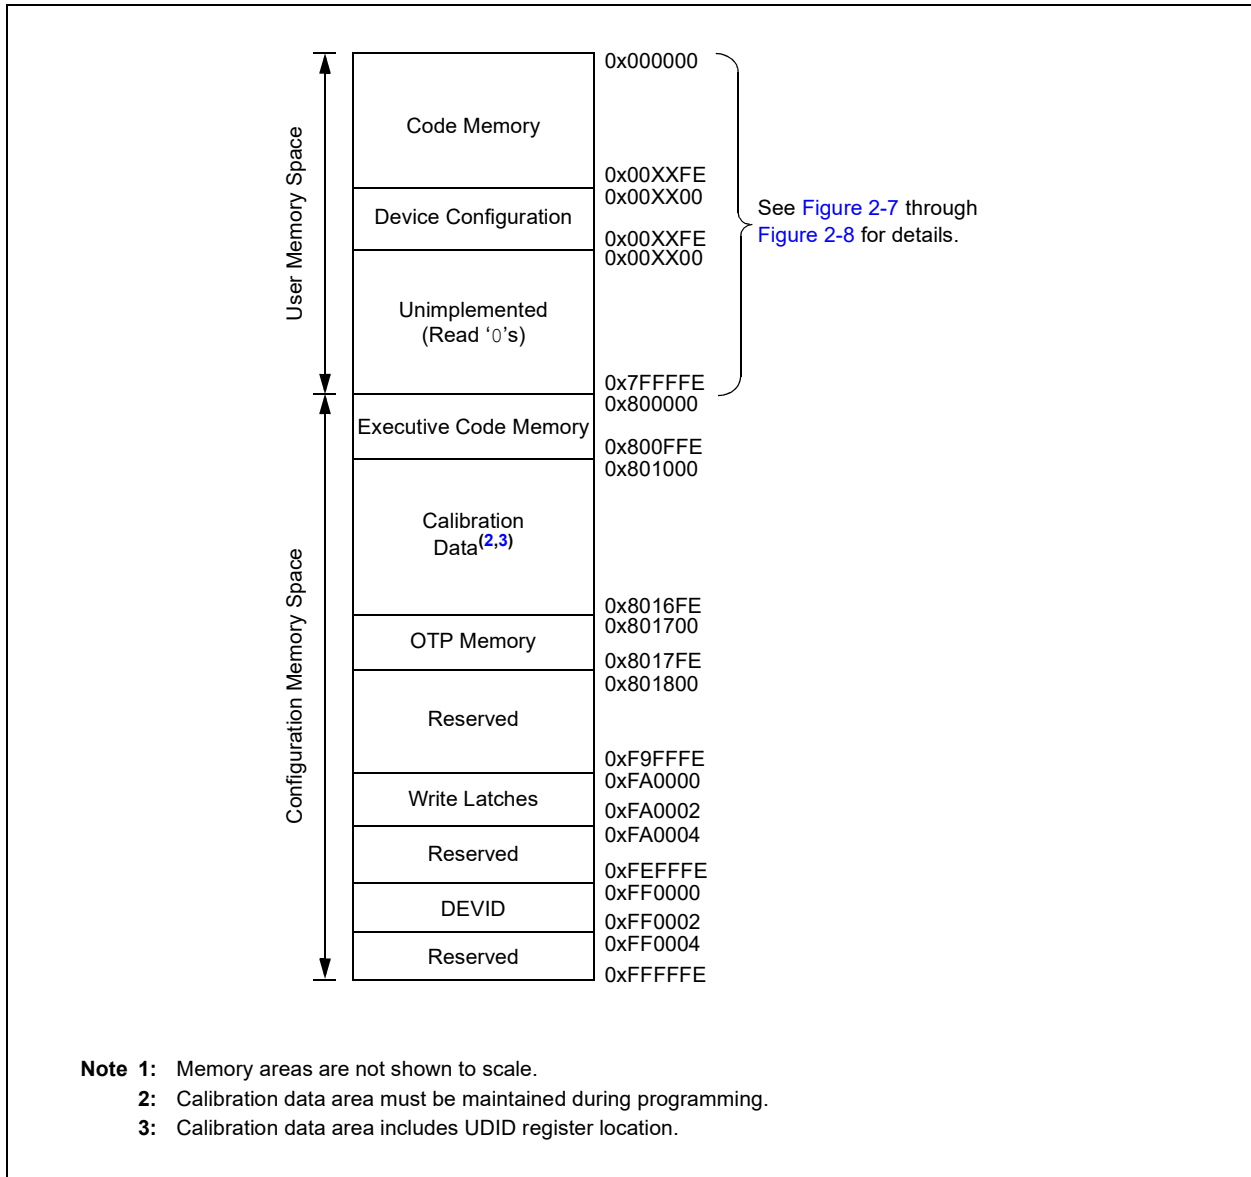 User Memory Space
Configuration Memory Space
Code Memory
0x000000
0x00XXFE
Device Configuration
0x00XX00
0x00XXFE
Unimplemented
(Read ‘0’s)
0x00XX00
0x7FFFFE
See Figure 2-7 through
Figure 2-8 for details.
Executive Code Memory
0x800000
0x800FFE
Calibration
Data(2,3)
0x801000
0x8016FE
OTP Memory
0x801700
0x8017FE
Reserved
0x801800
0xF9FFFE
Write Latches
0xFA0000
0xFA0002
Reserved
0xFA0004
0xFEFFFE
DEVID
0xFF0000
0xFF0002
Reserved
0xFF0004
0xFFFFFE
Note 1: Memory areas are not shown to scale.
2: Calibration data area must be maintained during programming.
3: Calibration data area includes UDID register location.